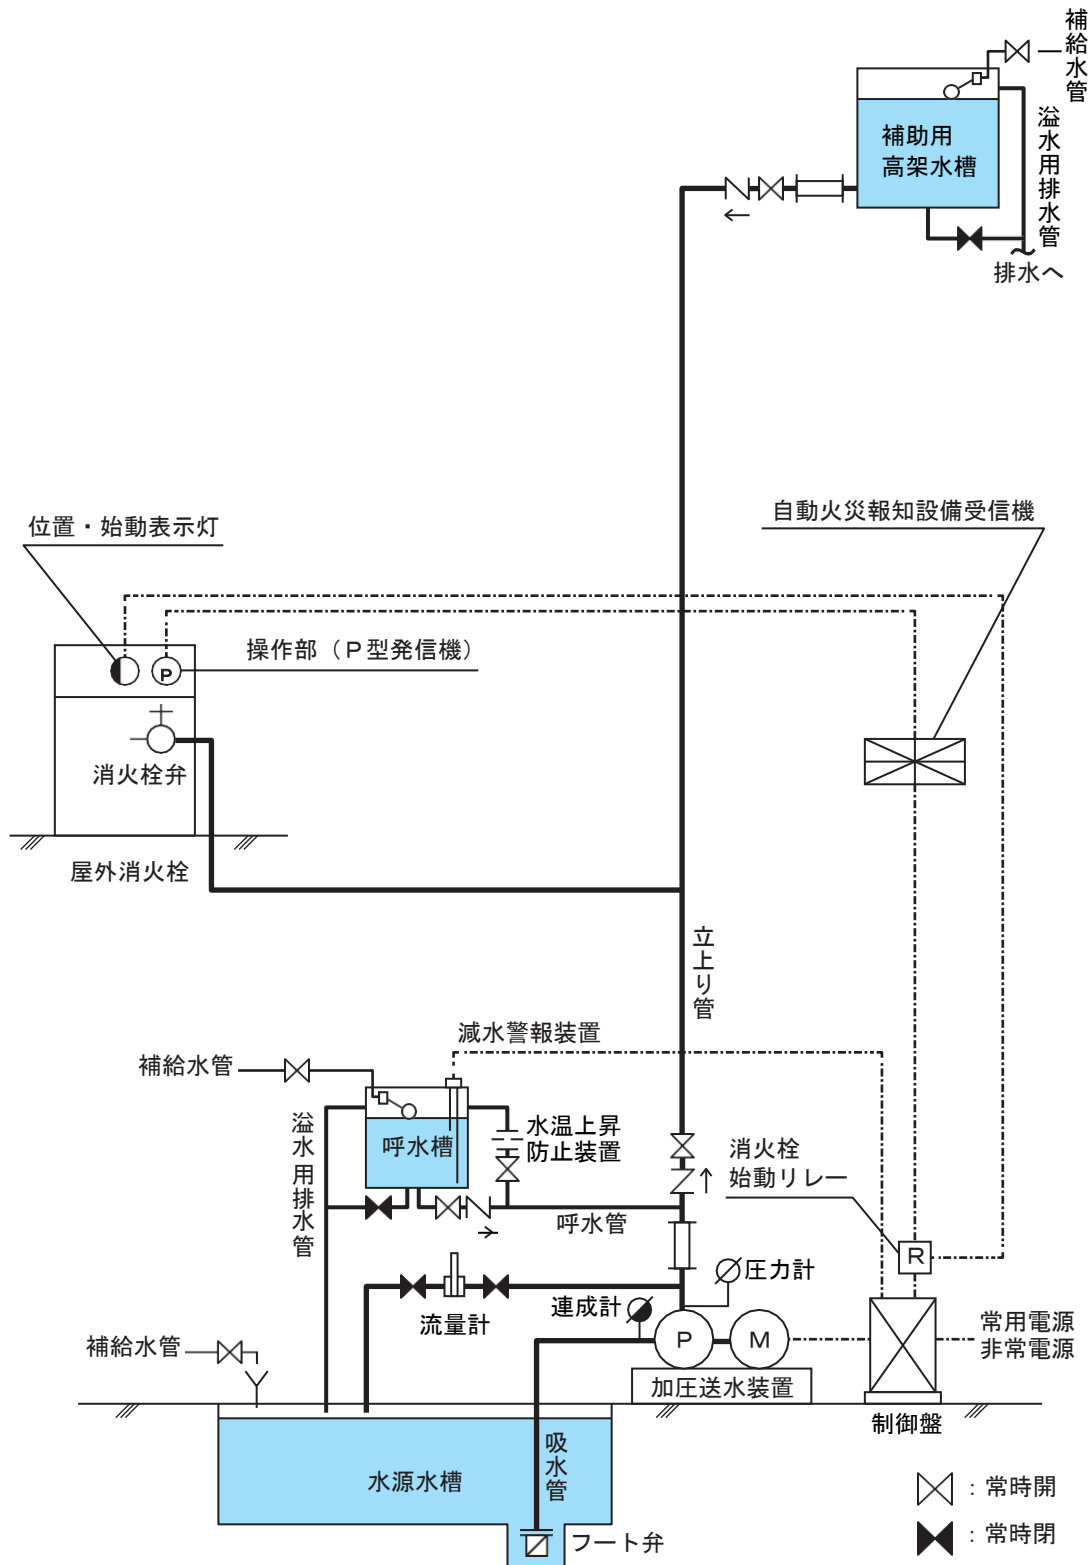 補給水管
補助用
高架水槽
溢水用排水管
排水へ
位置・始動表示灯
自動火災報知設備受信機
操作部（P型発信機）
P
消火栓弁
屋外消火栓
立上り管
減水警報装置
補給水管
溢水用排水管
呼水槽
水温上昇
防止装置
消火栓
始動リレー
呼水管
R
圧力計
連成計
流量計
P
M
常用電源
非常電源
補給水管
加圧送水装置
制御盤
吸水管
水源水槽
：常時開
フート弁
：常時閉